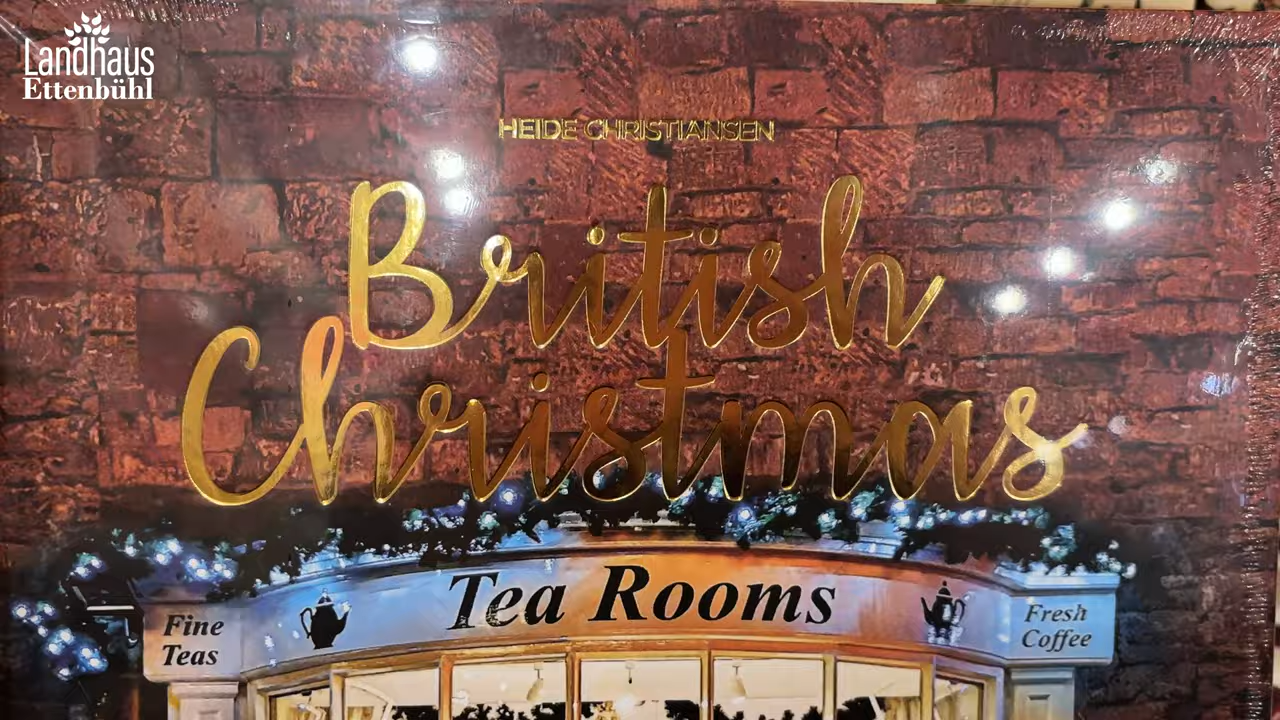 Landhaus
Ettenbühl
HEIDE CHRISTIANSEN
British
Christmas
Tea Rooms
Fine
Teas
Fresh
Coffee